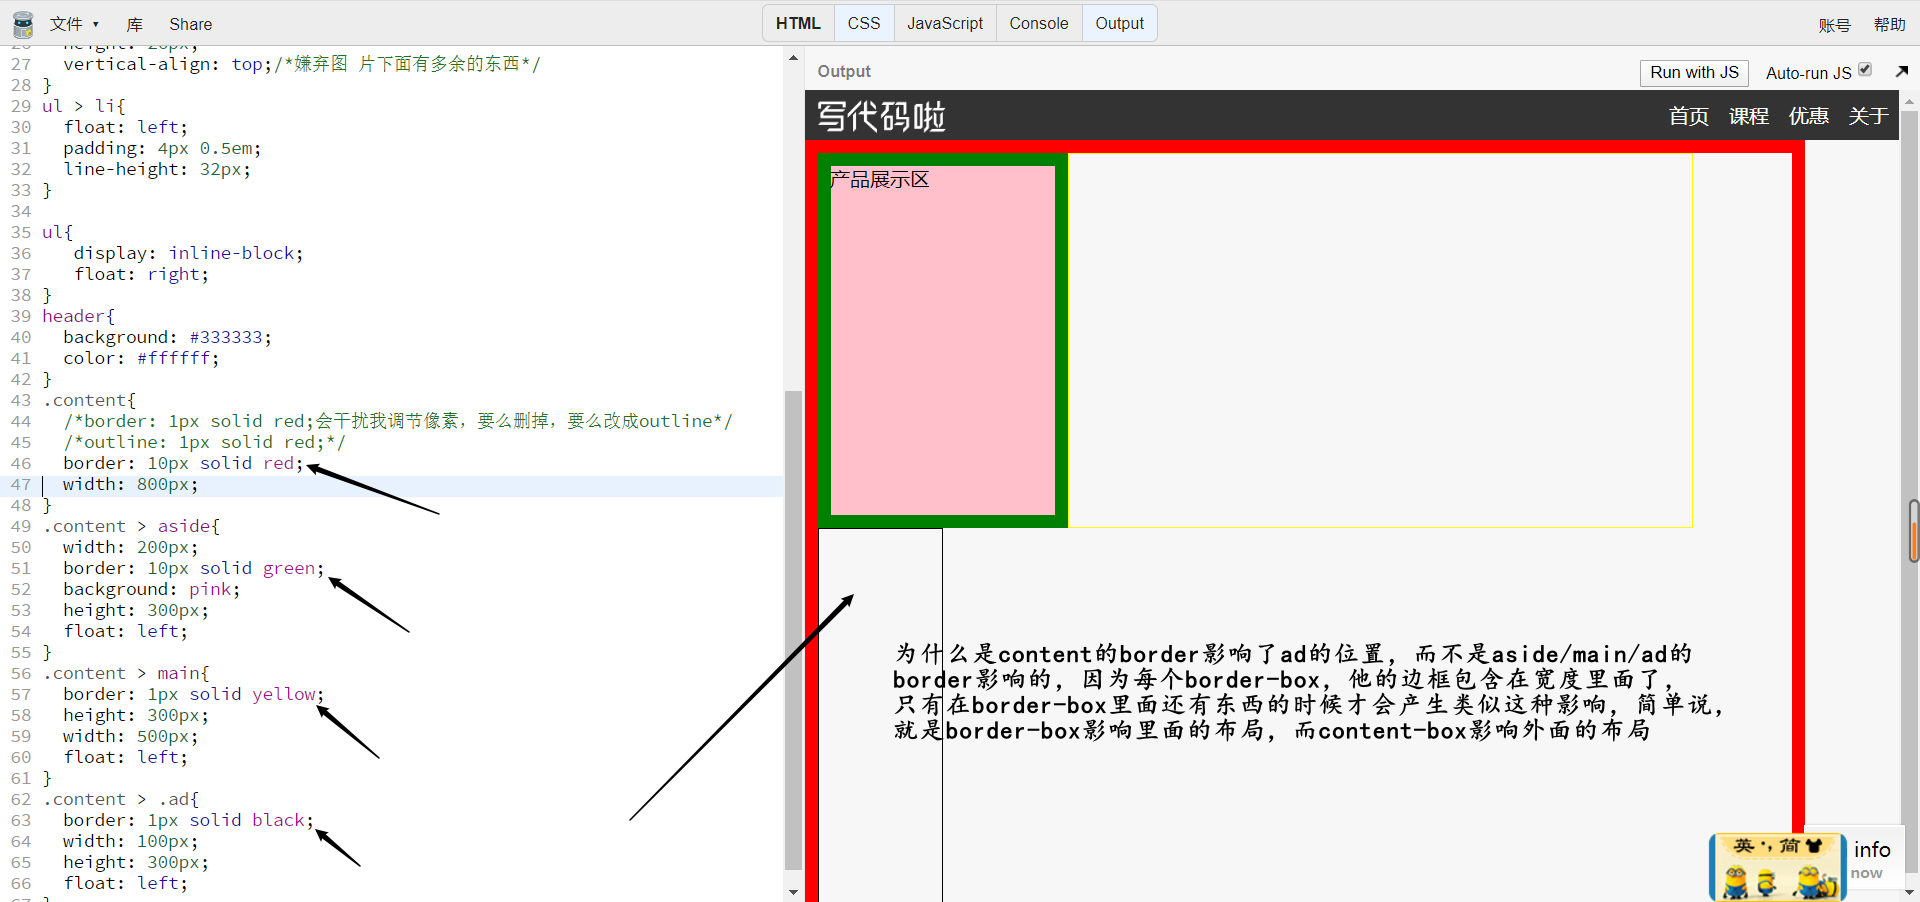 文件 ▾ 库 Share HTML CSS JavaScript Console Output 账号 帮助
27 vertical-align: top;/*嫌弃图 片下面有多余的东西*/
28 }
29 ul > li{
30 float: left;
31 padding: 4px 0.5em;
32 line-height: 32px;
33 }
34
35 ul{
36 display: inline-block;
37 float: right;
38 }
39 header{
40 background: #333333;
41 color: #ffffff;
42 }
43 .content{
44 /*border: 1px solid red;会干扰我调节像素，要么删掉，要么改成outline*/
45 /*outline: 1px solid red;*/
46 border: 10px solid red;
47 width: 800px;
48 }
49 .content > aside{
50 width: 200px;
51 border: 10px solid green;
52 background: pink;
53 height: 300px;
54 float: left;
55 }
56 .content > main{
57 border: 1px solid yellow;
58 height: 300px;
59 width: 500px;
60 float: left;
61 }
62 .content > .ad{
63 border: 1px solid black;
64 width: 100px;
65 height: 300px;
66 float: left;
Output Run with JS Auto-run JS
写代码啦 首页 课程 优惠 关于
产品展示区
为什么是content的border影响了ad的位置，而不是aside/main/ad的
border影响的，因为每个border-box，他的边框包含在宽度里面了，
只有在border-box里面还有东西的时候才会产生类似这种影响，简单说，
就是border-box影响里面的布局，而content-box影响外面的布局
英 简
info
now